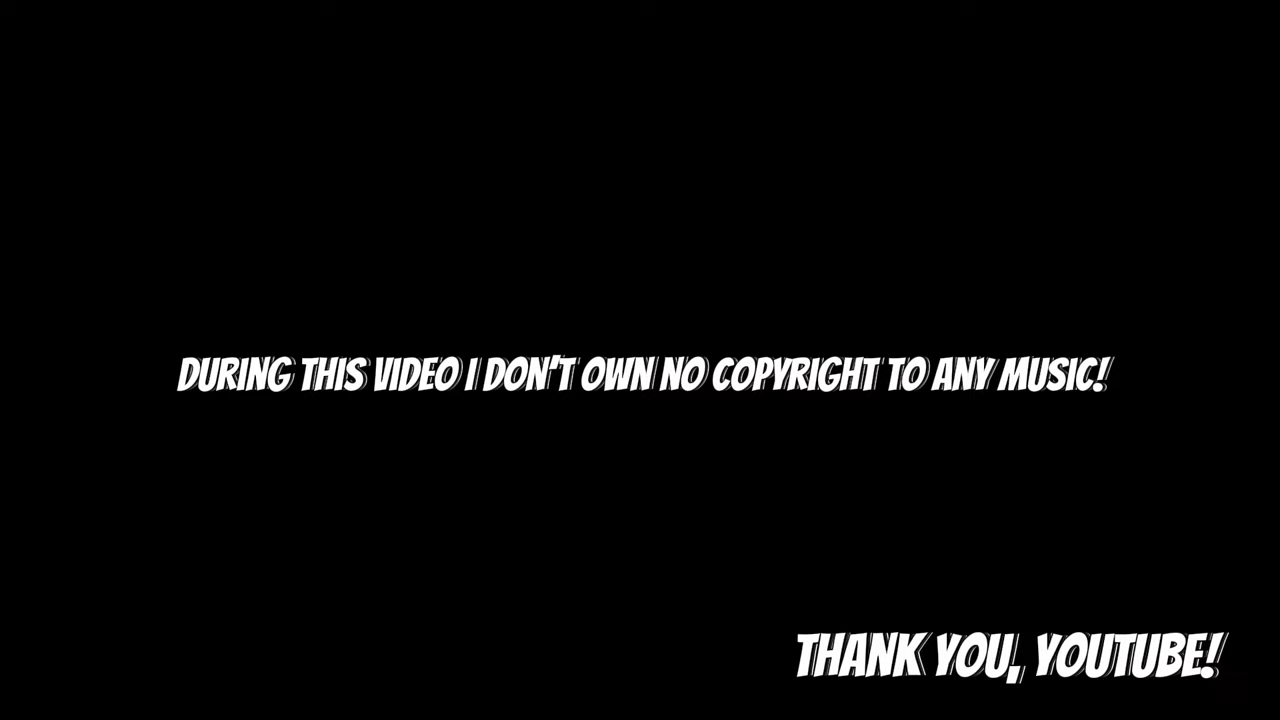 DURING THIS VIDEO I DON'T OWN NO COPYRIGHT TO ANY MUSIC!
THANK YOU, YOUTUBE!